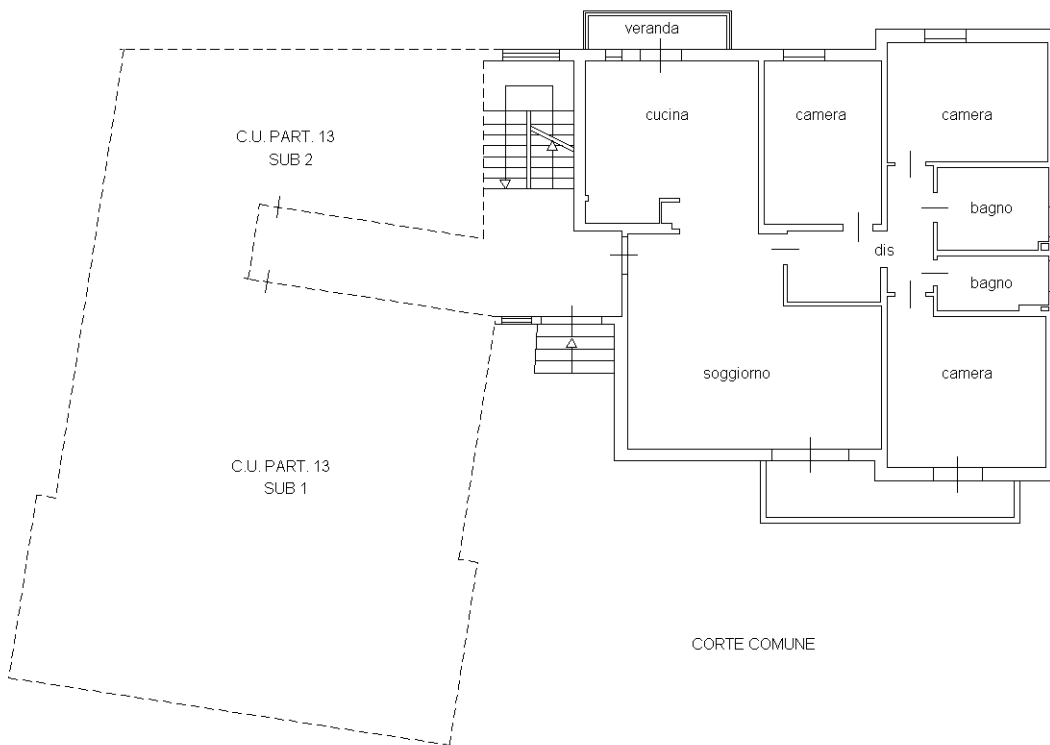 veranda
cucina
camera
camera
C.U. PART. 13
SUB 2
bagno
dis
bagno
soggiorno
camera
C.U. PART. 13
SUB 1
CORTE COMUNE